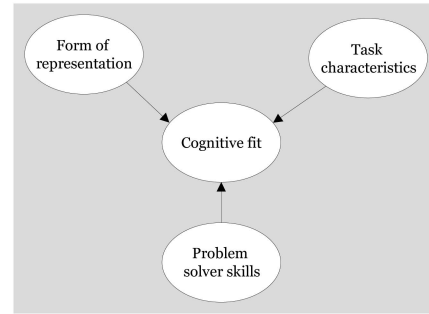 Form of
representation
Task
characteristics
Cognitive fit
Problem
solver skills